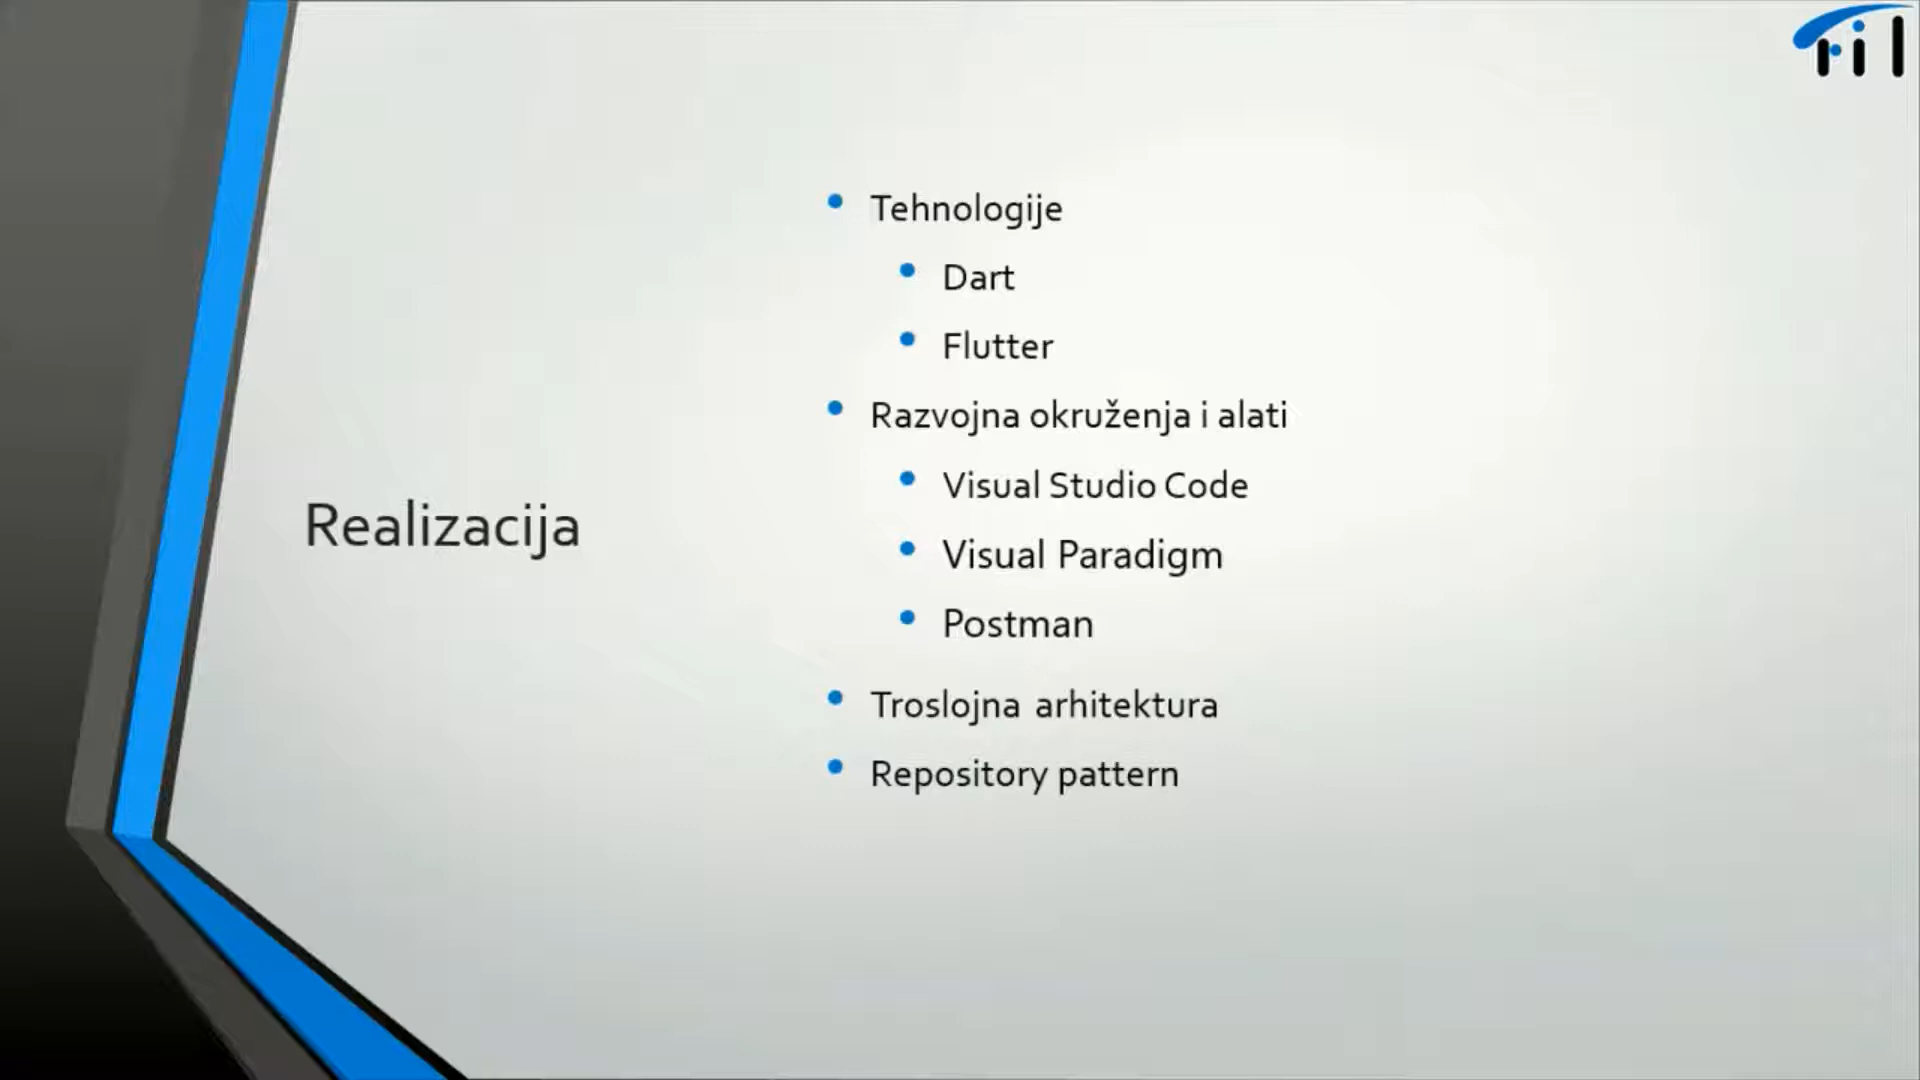 Realizacija
Tehnologije
Dart
Flutter
Razvojna okruženja i alati
Visual Studio Code
Visual Paradigm
Postman
Troslojna arhitektura
Repository pattern